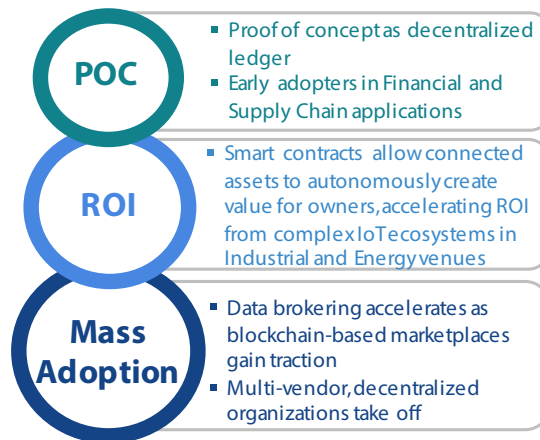 POC
▪ Proof of concept as decentralized
ledger
▪ Early adopters in Financial and
Supply Chain applications
ROI
▪ Smart contracts allow connected
assets to autonomously create
value for owners, accelerating ROI
from complex IoT ecosystems in
Industrial and Energy venues
Mass
Adoption
▪ Data brokering accelerates as
blockchain-based marketplaces
gain traction
▪ Multi-vendor, decentralized
organizations take off